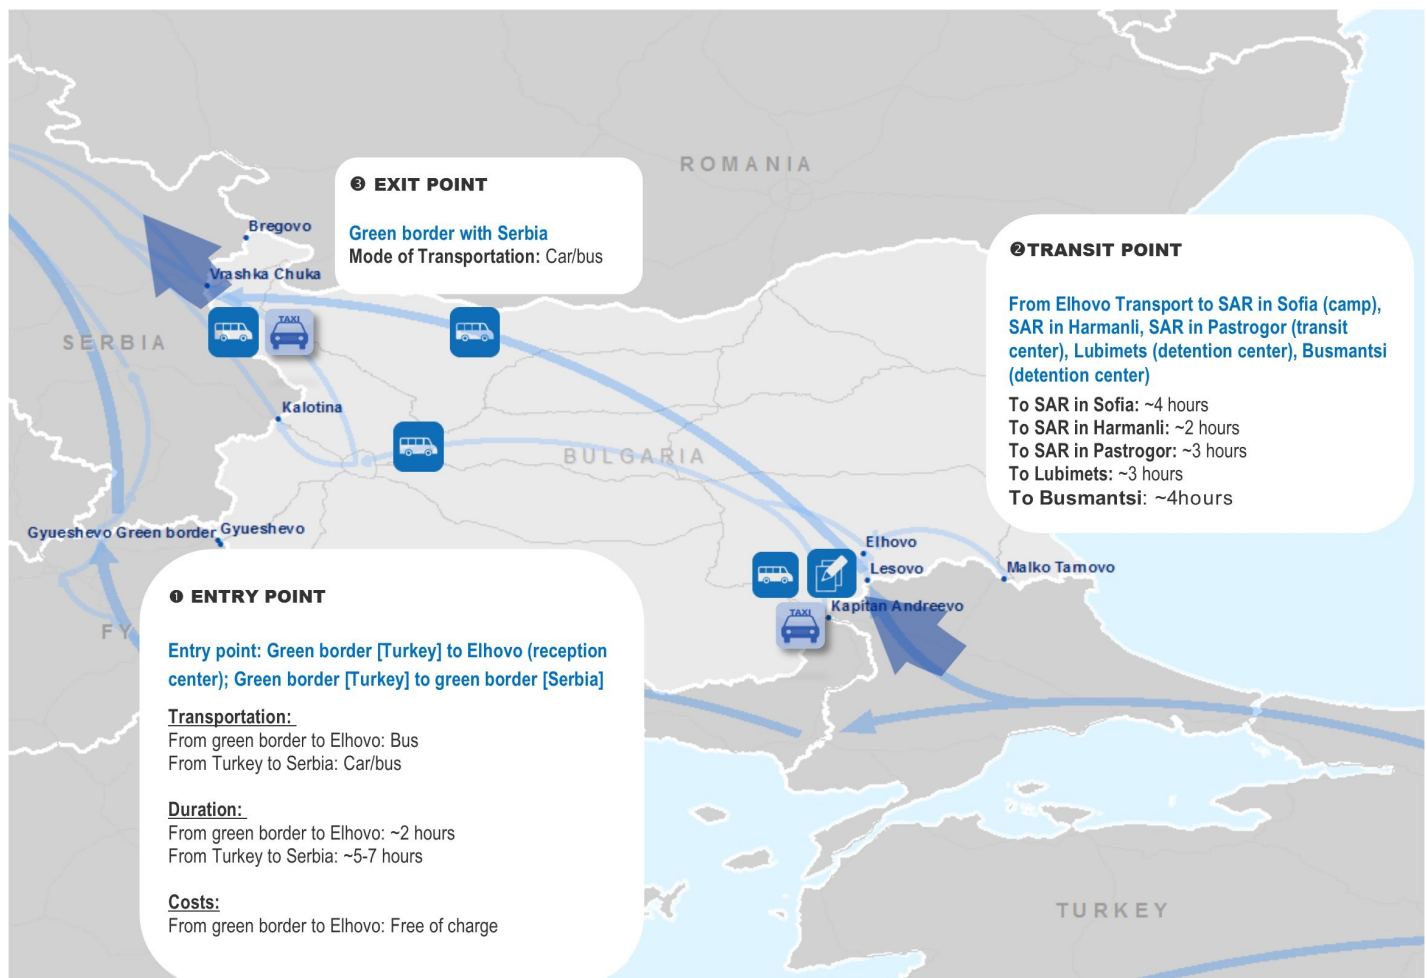 ROMANIA
❸ EXIT POINT
Green border with Serbia
Mode of Transportation: Car/bus
Bregovo
Vrashka Chuka
TAXI
SERBIA
Kalotina
BULGARIA
❷TRANSIT POINT
From Elhovo Transport to SAR in Sofia (camp),
SAR in Harmanli, SAR in Pastrogor (transit
center), Lubimets (detention center), Busmantsi
(detention center)
To SAR in Sofia: ~4 hours
To SAR in Harmanli: ~2 hours
To SAR in Pastrogor: ~3 hours
To Lubimets: ~3 hours
To Busmantsi: ~4hours
Gyueshevo Green border
Gyueshevo
Elhovo
Lesovo
Malko Tarnovo
Kapitan Andreevo
TAXI
FY
❶ ENTRY POINT
Entry point: Green border [Turkey] to Elhovo (reception
center); Green border [Turkey] to green border [Serbia]
Transportation:
From green border to Elhovo: Bus
From Turkey to Serbia: Car/bus
Duration:
From green border to Elhovo: ~2 hours
From Turkey to Serbia: ~5-7 hours
Costs:
From green border to Elhovo: Free of charge
TURKEY